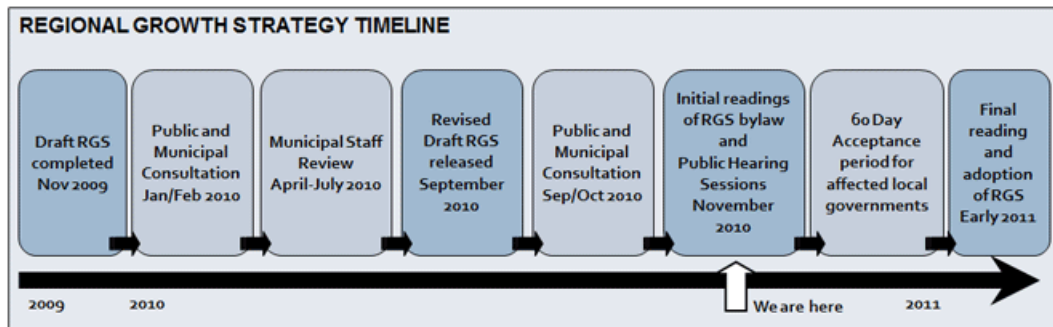 REGIONAL GROWTH STRATEGY TIMELINE
Draft RGS
completed
Nov 2009
Public and
Municipal
Consultation
Jan/Feb 2010
Municipal Staff
Review
April-July 2010
Revised
Draft RGS
released
September
2010
Public and
Municipal
Consultation
Sep/Oct 2010
Initial readings
of RGS bylaw
and
Public Hearing
Sessions
November
2010
60 Day
Acceptance
period for
affected local
governments
Final
reading
and
adoption
of RGS
Early 2011
2009
2010
We are here
2011